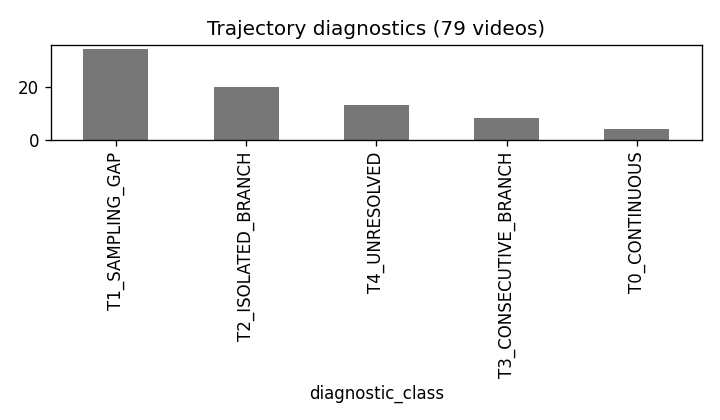 Trajectory diagnostics (79 videos)
20
0
T1_SAMPLING_GAP
T2_ISOLATED_BRANCH
T4_UNRESOLVED
T3_CONSECUTIVE_BRANCH
T0_CONTINUOUS
diagnostic_class